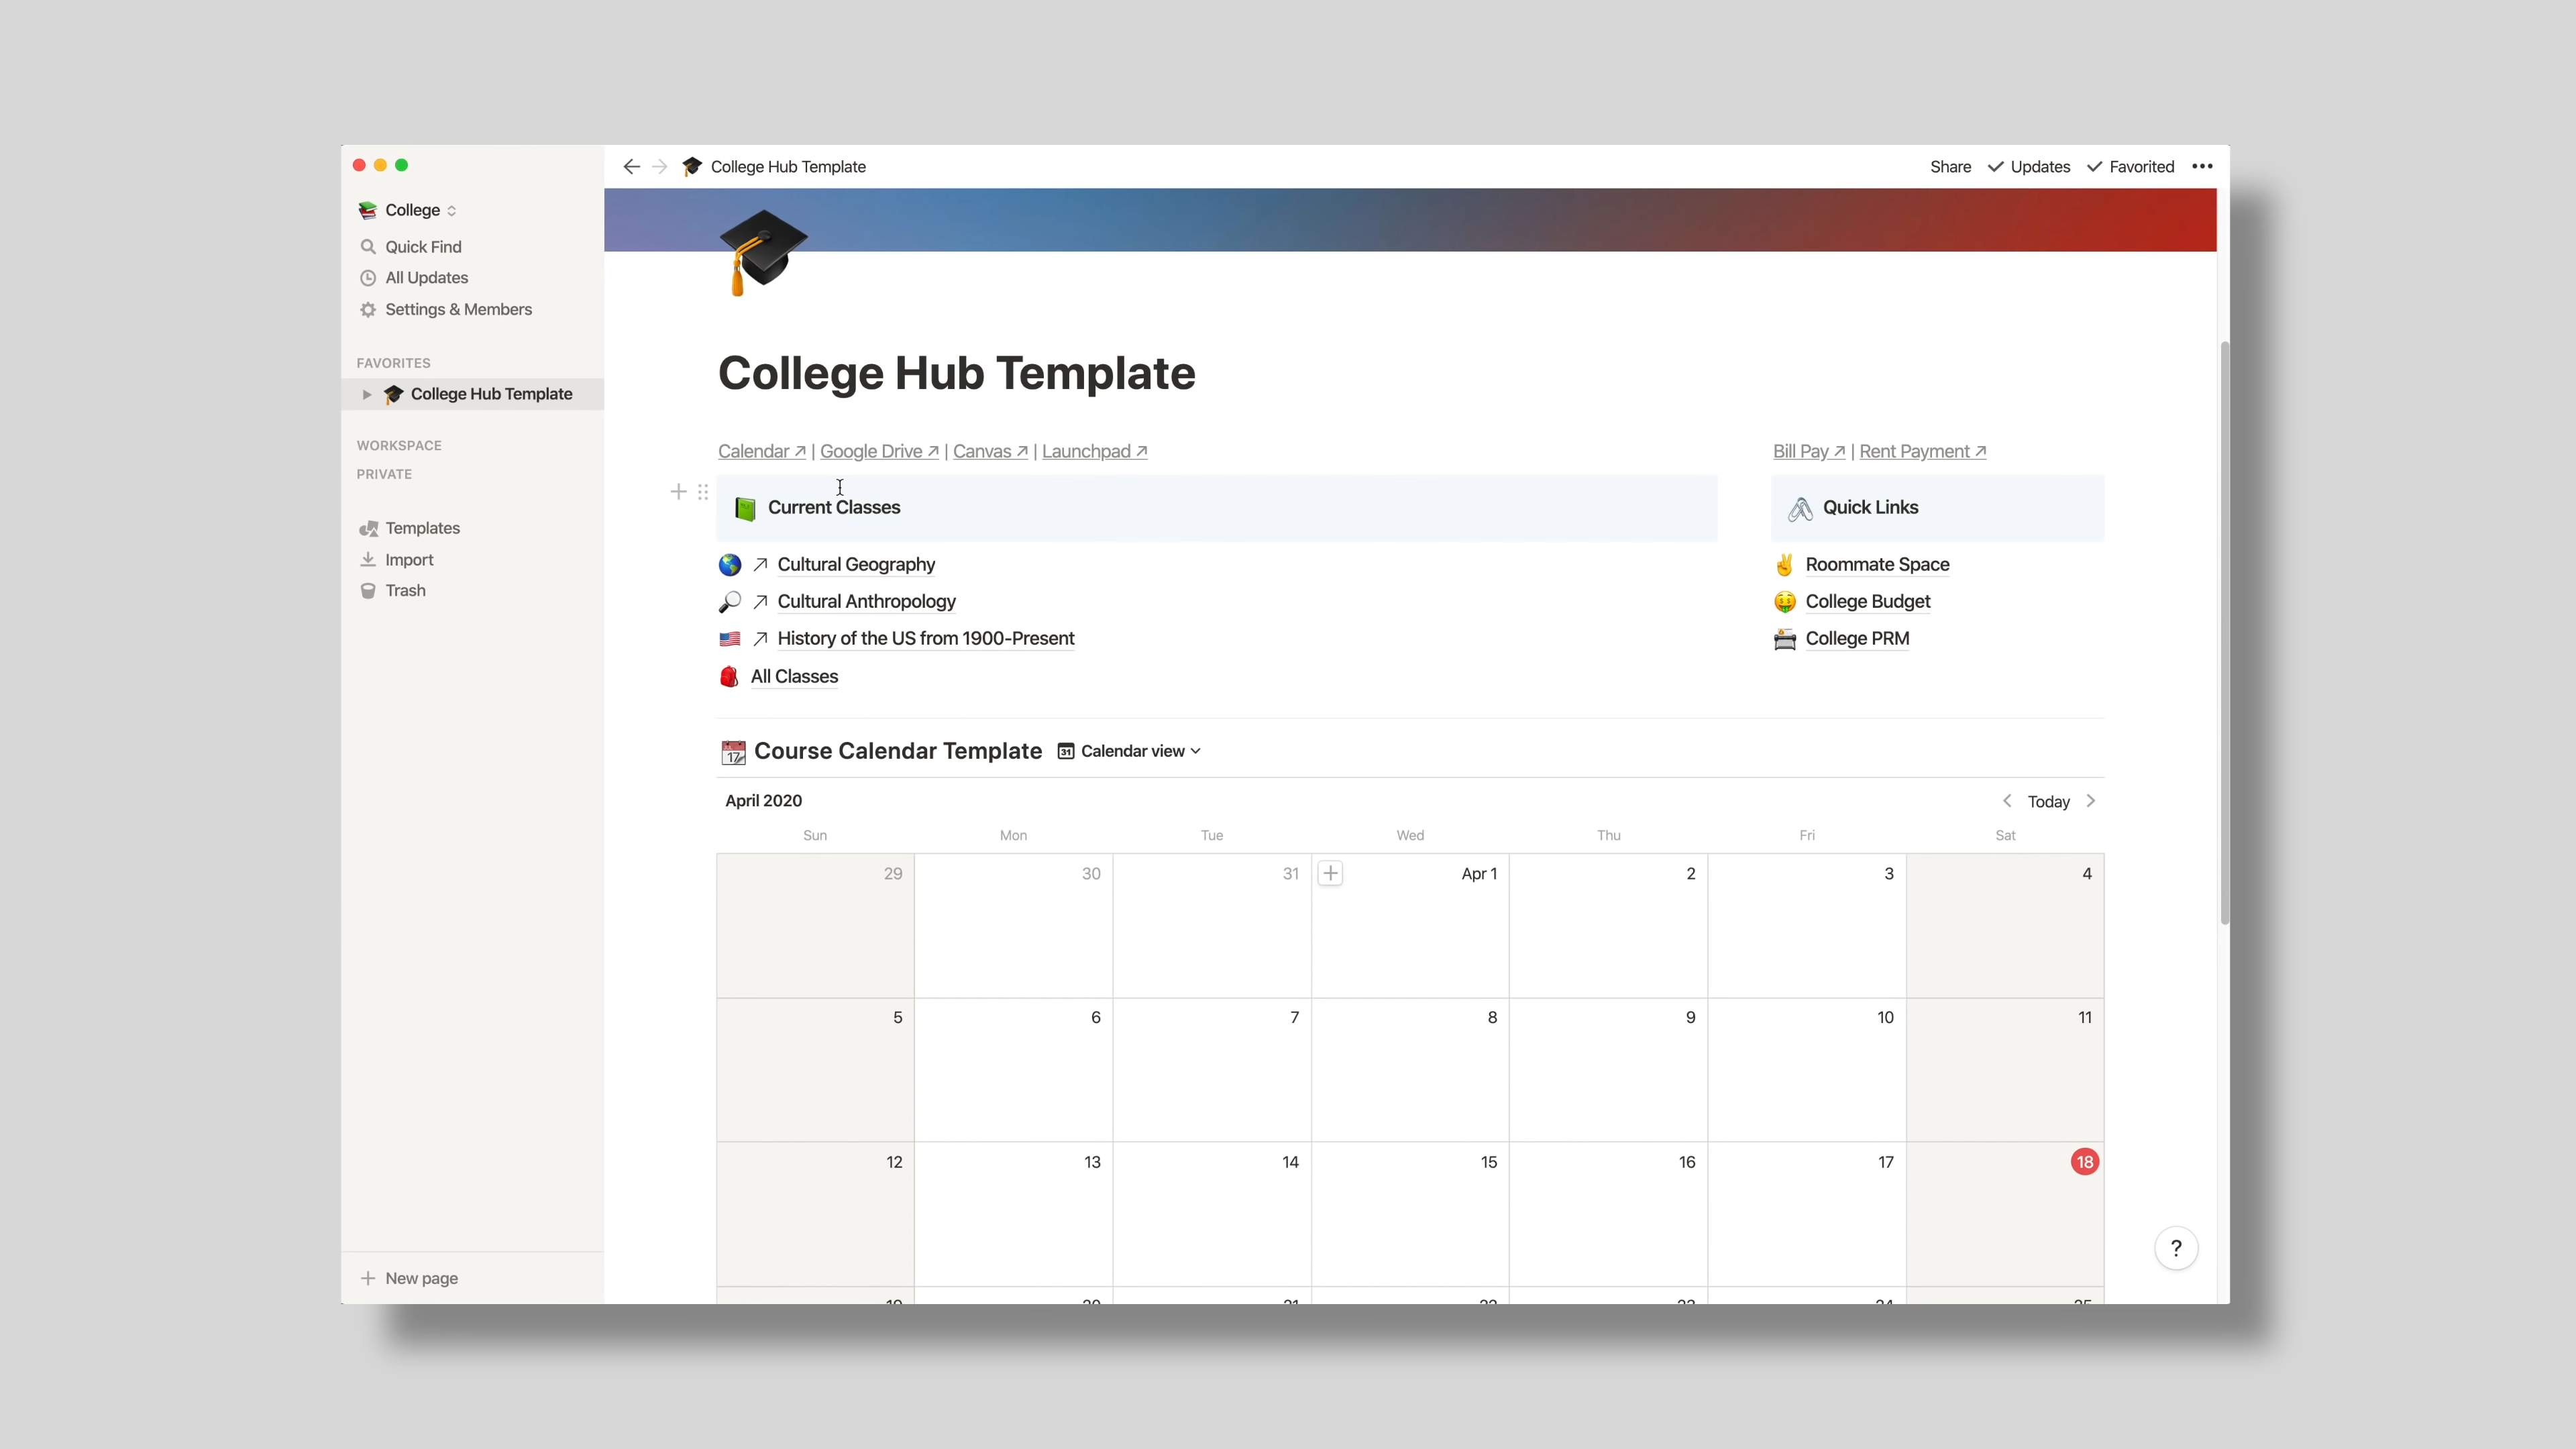 College
Quick Find
All Updates
Settings & Members
FAVORITES
College Hub Template
WORKSPACE
PRIVATE
Templates
Import
Trash
New page
College Hub Template
Share Updates Favorited
College Hub Template
Calendar ↗ | Google Drive ↗ | Canvas ↗ | Launchpad ↗
Current Classes
Cultural Geography
Cultural Anthropology
History of the US from 1900-Present
All Classes
Bill Pay ↗ | Rent Payment ↗
Quick Links
Roommate Space
College Budget
College PRM
17 Course Calendar Template 31 Calendar view
April 2020 Today
Sun Mon Tue Wed Thu Fri Sat
29 30 31 Apr 1 2 3 4
5 6 7 8 9 10 11
12 13 14 15 16 17 18
?